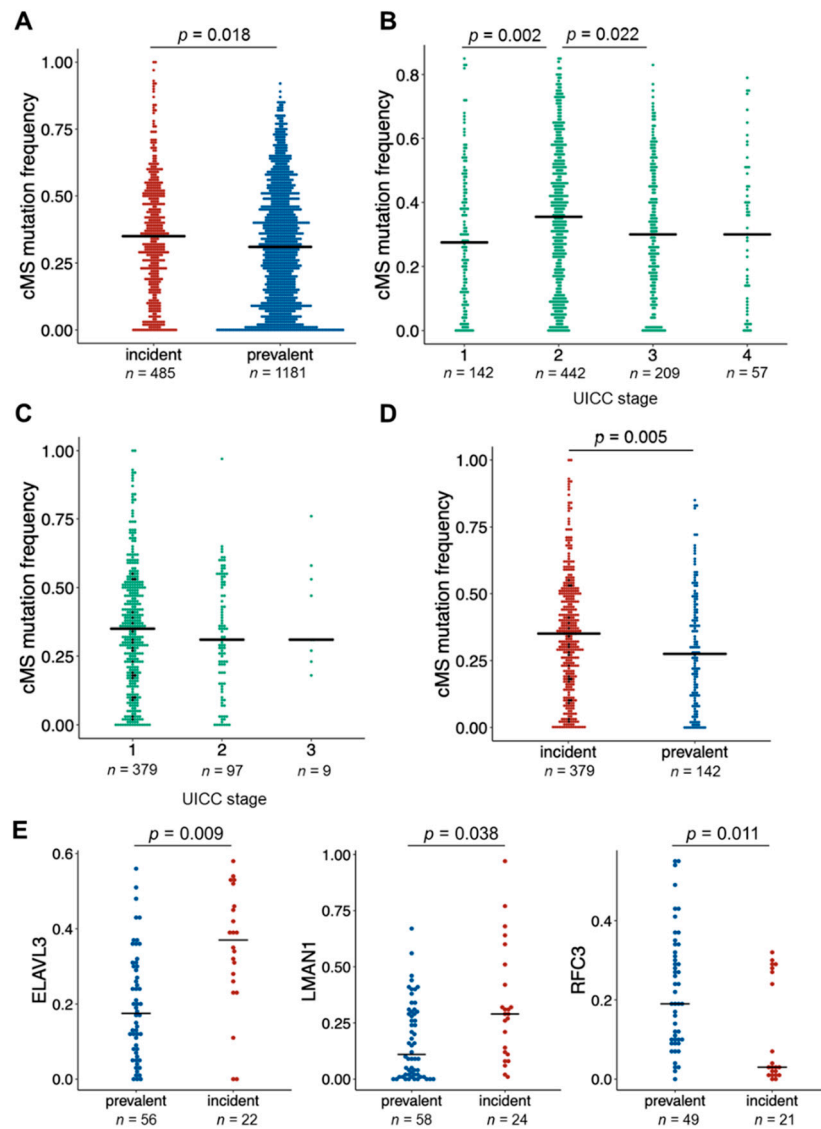 A
p = 0.018
cMS mutation frequency
1.00
0.75
0.50
0.25
0.00
incident
prevalent
n = 485
n = 1181
B
p = 0.002
p = 0.022
cMS mutation frequency
0.8
0.6
0.4
0.2
0.0
1
2
3
4
n = 142
n = 442
n = 209
n = 57
UICC stage
C
cMS mutation frequency
1.00
0.75
0.50
0.25
0.00
1
2
3
n = 379
n = 97
n = 9
UICC stage
D
p = 0.005
cMS mutation frequency
1.00
0.75
0.50
0.25
0.00
incident
prevalent
n = 379
n = 142
E
p = 0.009
ELAVL3
0.6
0.4
0.2
0.0
prevalent
incident
n = 56
n = 22
p = 0.038
LMAN1
1.00
0.75
0.50
0.25
0.00
prevalent
incident
n = 58
n = 24
p = 0.011
RFC3
0.4
0.2
0.0
prevalent
incident
n = 49
n = 21